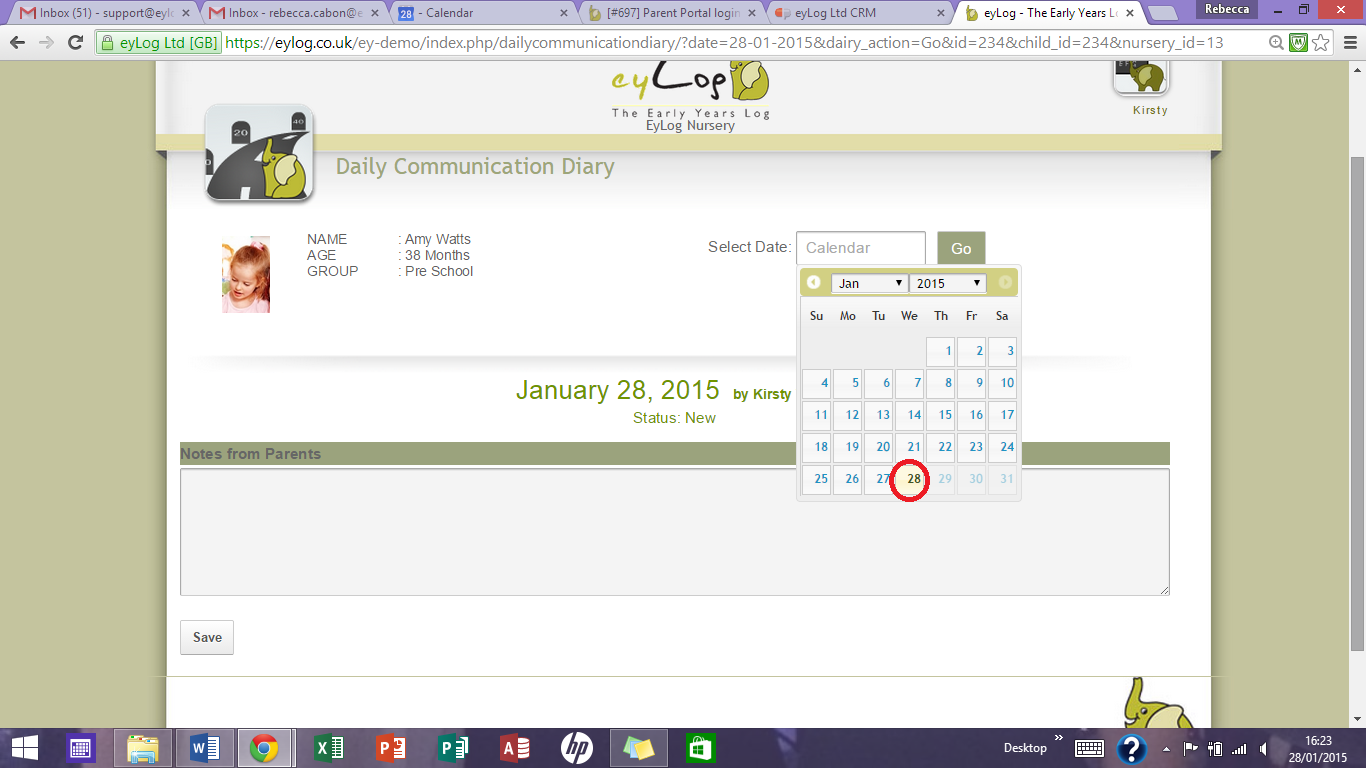 Inbox (51) - support@eyl
Inbox - rebecca.cabon@e
28 - Calendar
[#697] Parent Portal login
eyLog Ltd CRM
eyLog - The Early Years L
Rebecca
eyLog Ltd [GB]
https://eylog.co.uk/ey-demo/index.php/dailycommunicationdiary/?date=28-01-2015&dairy_action=Go&id=234&child_id=234&nursery_id=13
eyLog
The Early Years Log
EyLog Nursery
Kirsty
20
40
Daily Communication Diary
NAME : Amy Watts
AGE : 38 Months
GROUP : Pre School
Select Date: Calendar Go
Jan 2015
Su Mo Tu We Th Fr Sa
1 2 3
4 5 6 7 8 9 10
11 12 13 14 15 16 17
18 19 20 21 22 23 24
25 26 27 28 29 30 31
January 28, 2015 by Kirsty
Status: New
Notes from Parents
Save
Desktop
16:23
28/01/2015